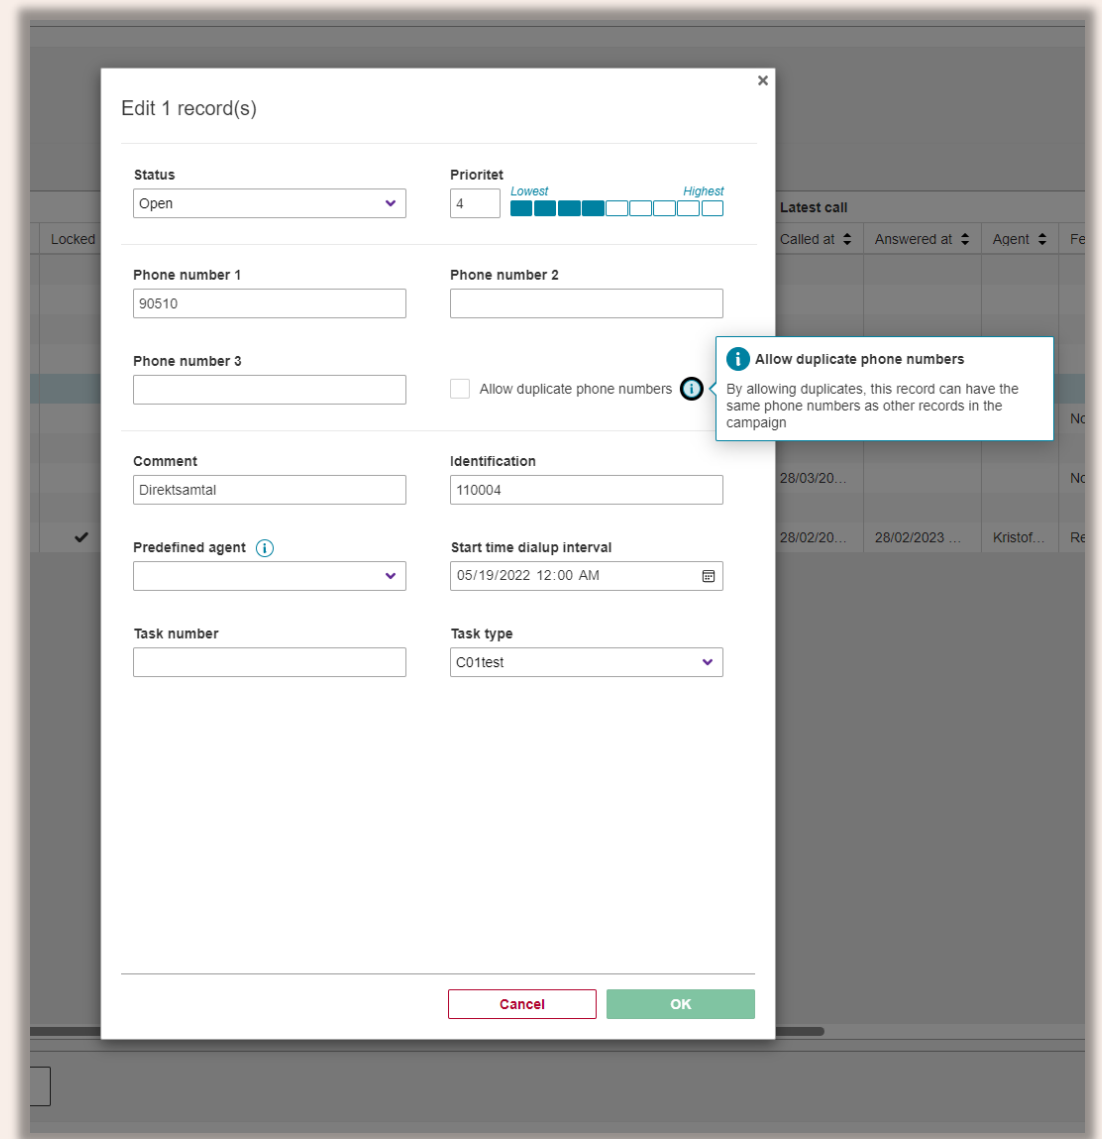 ×
Edit 1 record(s)
Status
Prioritet
Open
4
Lowest
Highest
Latest call
Locked
Called at
Answered at
Agent
Fe
Phone number 1
Phone number 2
90510
Phone number 3
Allow duplicate phone numbers
Allow duplicate phone numbers
By allowing duplicates, this record can have the
same phone numbers as other records in the
campaign
No
Comment
Identification
Direktsamtal
110004
28/03/20...
No
Predefined agent
Start time dialup interval
28/02/20...
28/02/2023 ...
Kristof...
Re
05/19/2022 12:00 AM
Task number
Task type
C01test
Cancel
OK